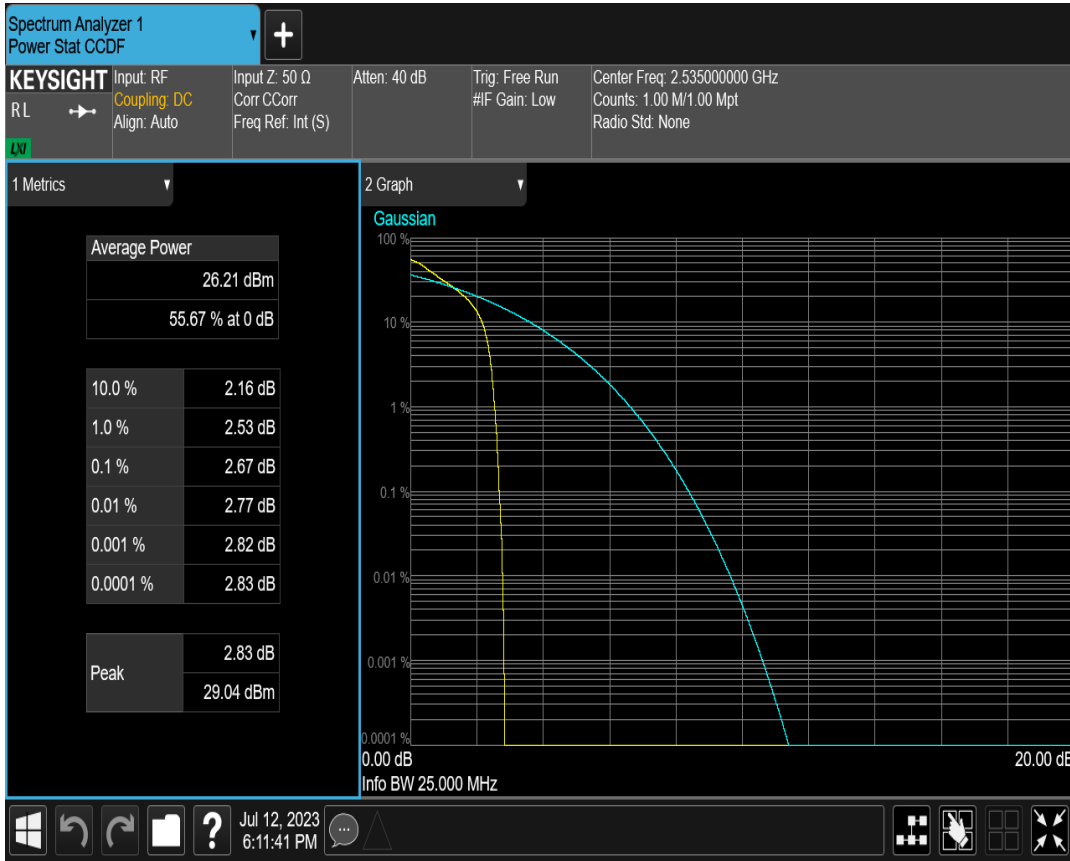 Spectrum Analyzer 1
Power Stat CCDF
KEYSIGHT
RL
LXI
Input: RF
Coupling: DC
Align: Auto
Input Z: 50 Ω
Corr CCorr
Freq Ref: Int (S)
Atten: 40 dB
Trig: Free Run
#IF Gain: Low
Center Freq: 2.535000000 GHz
Counts: 1.00 M/1.00 Mpt
Radio Std: None
1 Metrics
Average Power
26.21 dBm
55.67 % at 0 dB
10.0 % 2.16 dB
1.0 % 2.53 dB
0.1 % 2.67 dB
0.01 % 2.77 dB
0.001 % 2.82 dB
0.0001 % 2.83 dB
Peak
2.83 dB
29.04 dBm
2 Graph
Gaussian
100 %
10 %
1 %
0.1 %
0.01 %
0.001 %
0.0001 %
0.00 dB 20.00 dB
Info BW 25.000 MHz
?
Jul 12, 2023
6:11:41 PM